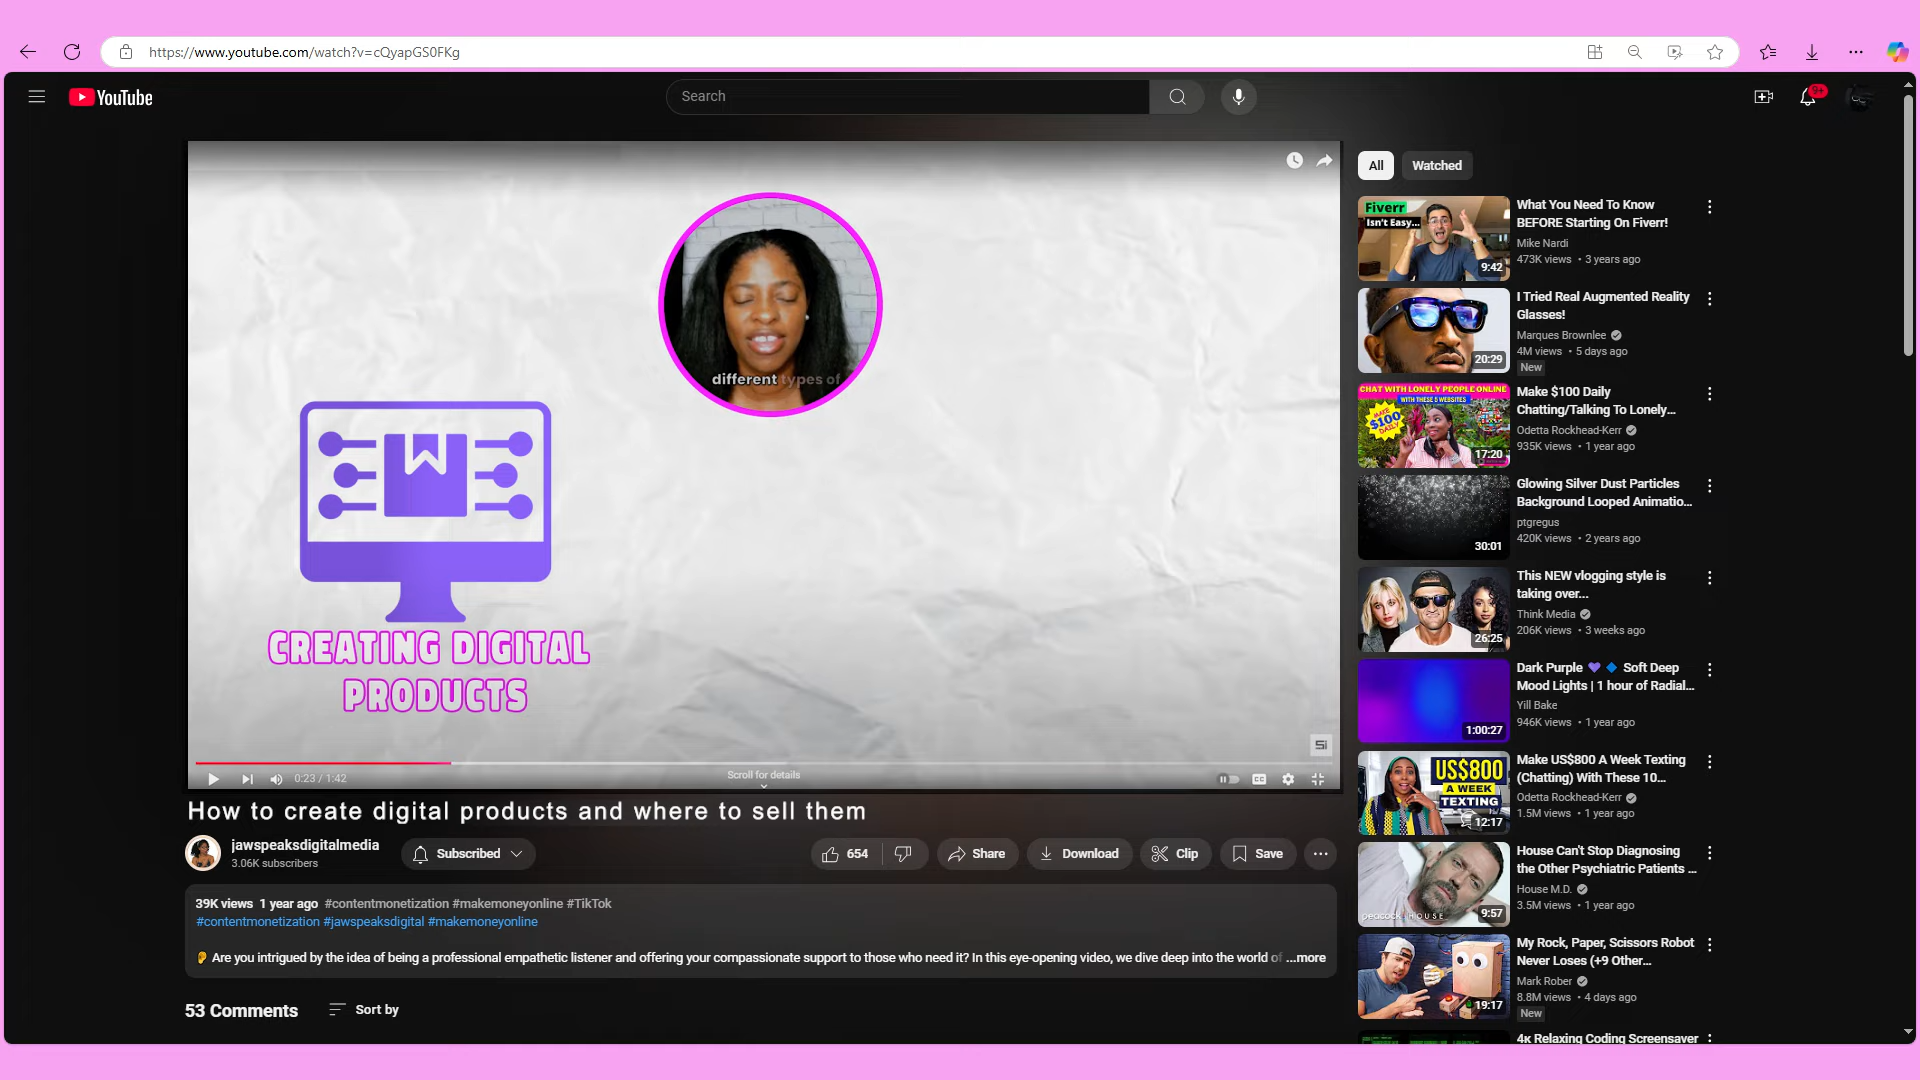 https://www.youtube.com/watch?v=cQyapGS0FKg
YouTube
Search
9+
different types of
CREATING DIGITAL
PRODUCTS
0:23 / 1:42
Scroll for details
CC
How to create digital products and where to sell them
jawspeaksdigitalmedia
3.06K subscribers
Subscribed
654
Share
Download
Clip
Save
39K views 1 year ago #contentmonetization #makemoneyonline #TikTok
#contentmonetization #jawspeaksdigital #makemoneyonline
Are you intrigued by the idea of being a professional empathetic listener and offering your compassionate support to those who need it? In this eye-opening video, we dive deep into the world of ...more
53 Comments
Sort by
All
Watched
Fiverr
Isn't Easy...
9:42
What You Need To Know
BEFORE Starting On Fiverr!
Mike Nardi
473K views • 3 years ago
20:29
I Tried Real Augmented Reality
Glasses!
Marques Brownlee
4M views • 5 days ago
New
CHAT WITH LONELY PEOPLE ONLINE
WITH THESE 5 WEBSITES
MAKE
$100
DAILY
17:20
Make $100 Daily
Chatting/Talking To Lonely...
Odetta Rockhead-Kerr
935K views • 1 year ago
30:01
Glowing Silver Dust Particles
Background Looped Animatio...
ptgregus
420K views • 2 years ago
26:25
This NEW vlogging style is
taking over...
Think Media
206K views • 3 weeks ago
1:00:27
Dark Purple 💜 🔷 Soft Deep
Mood Lights | 1 hour of Radial...
Yill Bake
946K views • 1 year ago
US$800
A WEEK
TEXTING
12:17
Make US$800 A Week Texting
(Chatting) With These 10...
Odetta Rockhead-Kerr
1.5M views • 1 year ago
peacock HOUSE
9:57
House Can't Stop Diagnosing
the Other Psychiatric Patients ...
House M.D.
3.5M views • 1 year ago
19:17
My Rock, Paper, Scissors Robot
Never Loses (+9 Other...
Mark Rober
8.8M views • 4 days ago
New
4K Relaxing Coding Screensaver